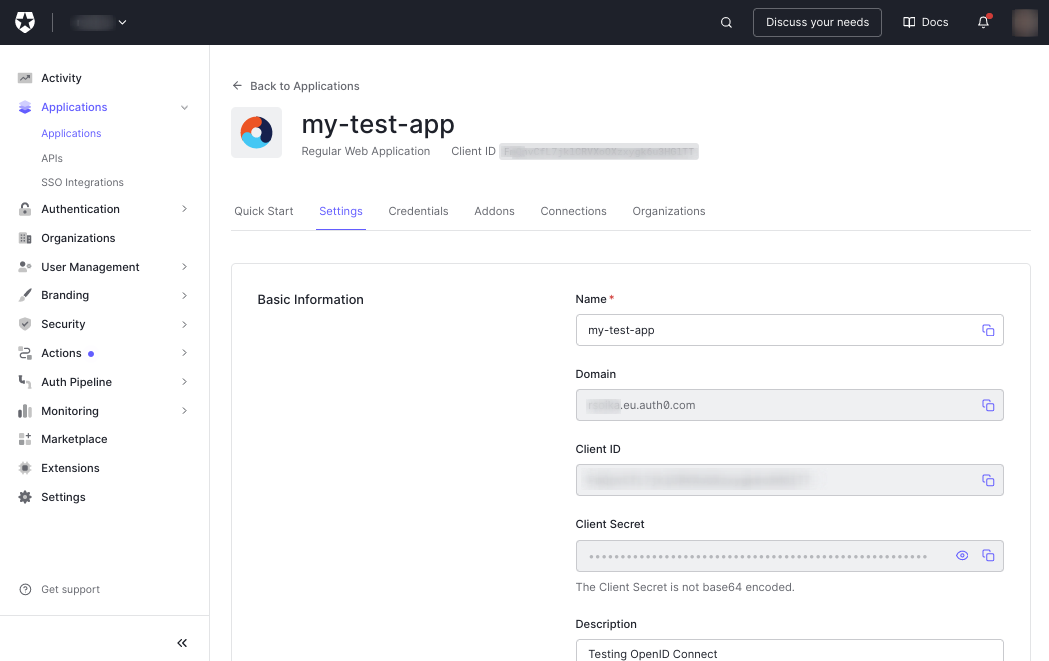 Discuss your needs
Docs
Activity
Applications
Applications
APIs
SSO Integrations
Authentication
Organizations
User Management
Branding
Security
Actions
Auth Pipeline
Monitoring
Marketplace
Extensions
Settings
Get support
Back to Applications
my-test-app
Regular Web Application Client ID
Quick Start Settings Credentials Addons Connections Organizations
Basic Information
Name *
my-test-app
Domain
.eu.auth0.com
Client ID
Client Secret
The Client Secret is not base64 encoded.
Description
Testing OpenID Connect